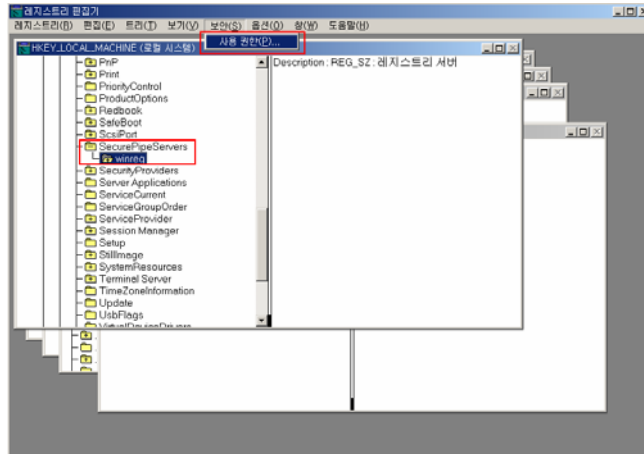 레지스트리 편집기
레지스트리(R) 편집(E) 트리(T) 보기(V) 보안(S) 옵션(O) 창(W) 도움말(H)
사용 권한(P)...
HKEY_LOCAL_MACHINE (로컬 시스템)
Description : REG_SZ : 레지스트리 서버
PnP
Print
PriorityControl
ProductOptions
Redbook
SafeBoot
ScsiPort
SecurePipeServers
winreg
SecurityProviders
Server Applications
ServiceCurrent
ServiceGroupOrder
ServiceProvider
Session Manager
Setup
StillImage
SystemResources
Terminal Server
TimeZoneInformation
Update
UsbFlags
VirtualDeviceDrivers